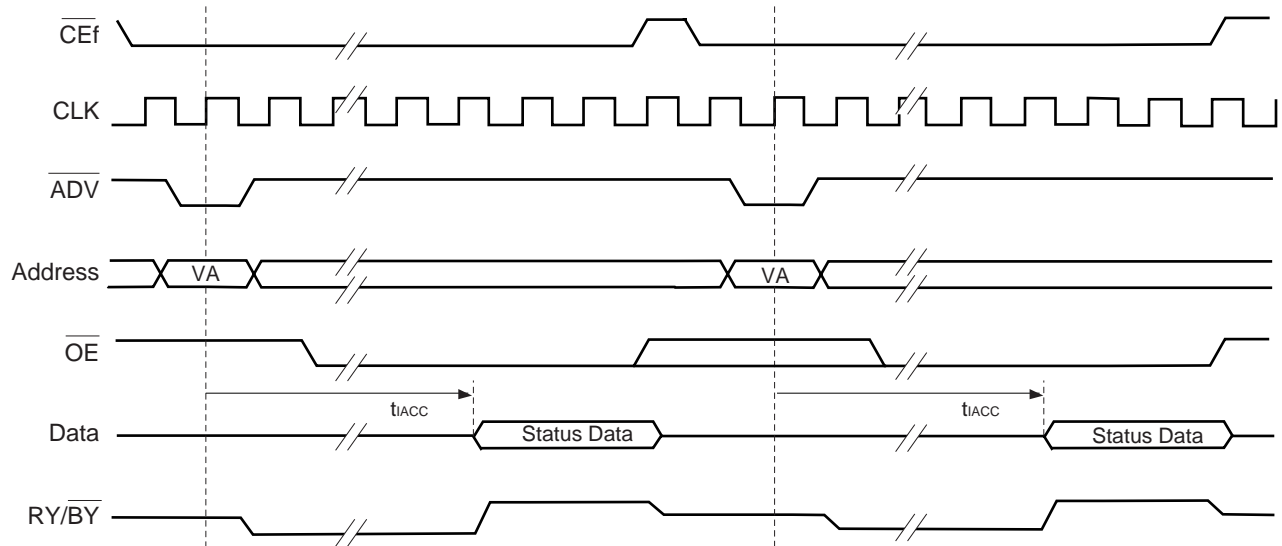 CEf
CLK
ADV
Address
VA VA
OE
tIACC tIACC
Data
Status Data Status Data
RY/BY